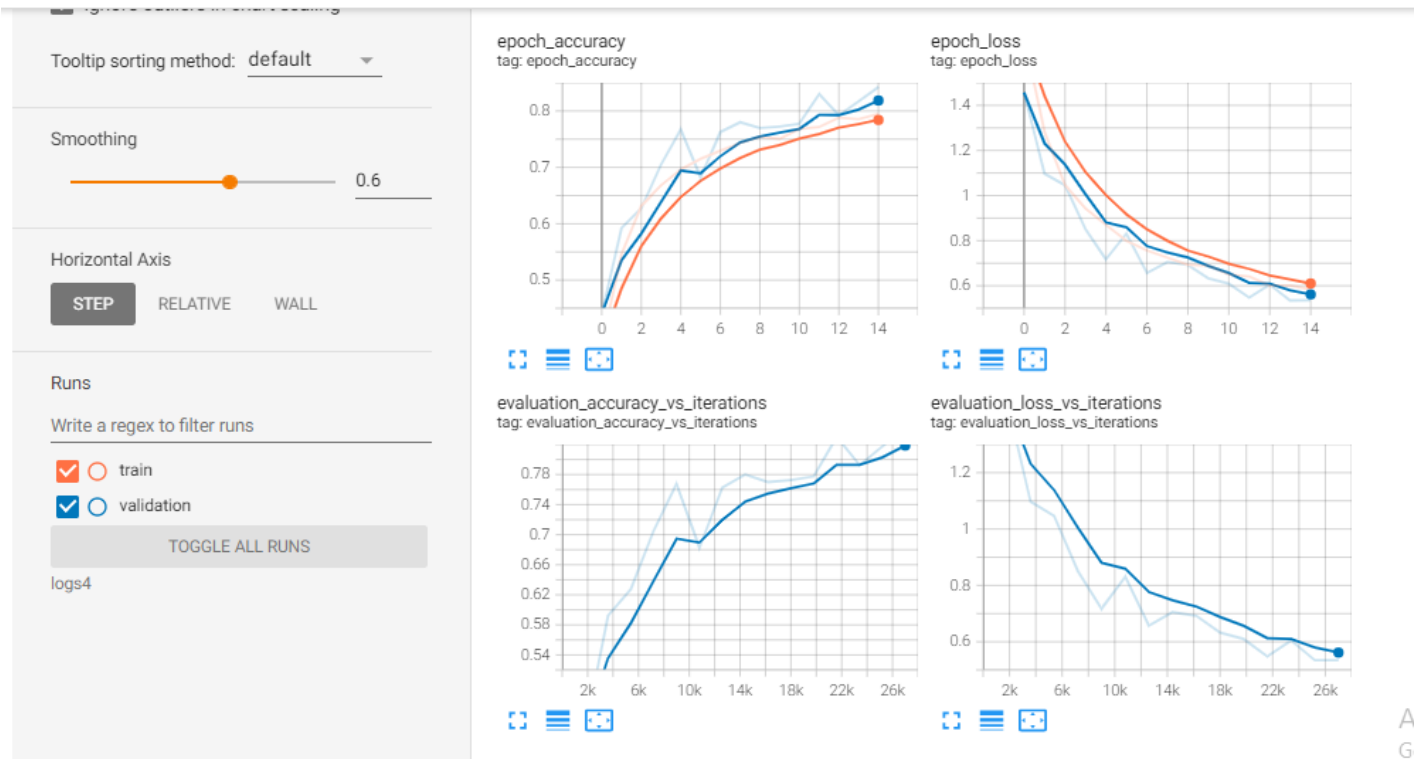 Tooltip sorting method: default
Smoothing
0.6
Horizontal Axis
STEP RELATIVE WALL
Runs
Write a regex to filter runs
train
validation
TOGGLE ALL RUNS
logs4
epoch_accuracy
tag: epoch_accuracy
0.8
0.7
0.6
0.5
0 2 4 6 8 10 12 14
epoch_loss
tag: epoch_loss
1.4
1.2
1
0.8
0.6
0 2 4 6 8 10 12 14
evaluation_accuracy_vs_iterations
tag: evaluation_accuracy_vs_iterations
0.78
0.74
0.7
0.66
0.62
0.58
0.54
2k 6k 10k 14k 18k 22k 26k
evaluation_loss_vs_iterations
tag: evaluation_loss_vs_iterations
1.2
1
0.8
0.6
2k 6k 10k 14k 18k 22k 26k